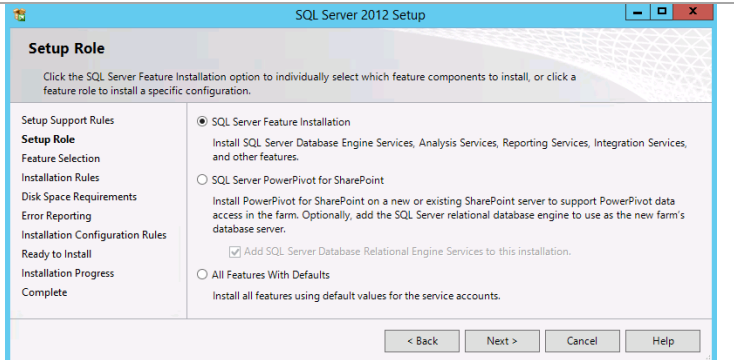 SQL Server 2012 Setup
Setup Role
Click the SQL Server Feature Installation option to individually select which feature components to install, or click a
feature role to install a specific configuration.
Setup Support Rules
Setup Role
Feature Selection
Installation Rules
Disk Space Requirements
Error Reporting
Installation Configuration Rules
Ready to Install
Installation Progress
Complete
SQL Server Feature Installation
Install SQL Server Database Engine Services, Analysis Services, Reporting Services, Integration Services,
and other features.
SQL Server PowerPivot for SharePoint
Install PowerPivot for SharePoint on a new or existing SharePoint server to support PowerPivot data
access in the farm. Optionally, add the SQL Server relational database engine to use as the new farm's
database server.
Add SQL Server Database Relational Engine Services to this installation.
All Features With Defaults
Install all features using default values for the service accounts.
< Back
Next >
Cancel
Help